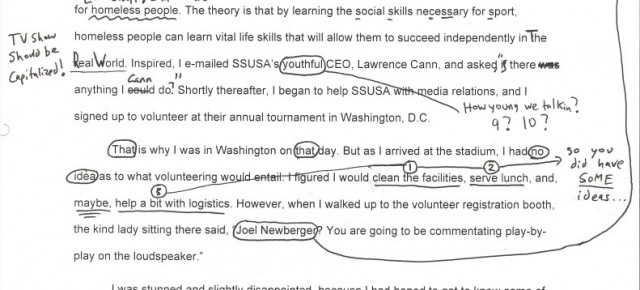 for homeless people. The theory is that by learning the social skills necessary for sport,
homeless people can learn vital life skills that will allow them to succeed independently in The
TV Show
Should be
Capitalized!
Real World. Inspired, I e-mailed SSUSA's youthful CEO, Lawrence Cann, and asked "if there was
Cann
anything I could do." Shortly thereafter, I began to help SSUSA with media relations, and I
How young we talkin?
9? 10?
signed up to volunteer at their annual tournament in Washington, D.C.
That is why I was in Washington on that day. But as I arrived at the stadium, I had no
so you
did have
SOME
ideas...
1 2
idea as to what volunteering would entail. I figured I would clean the facilities, serve lunch, and,
3
maybe, help a bit with logistics. However, when I walked up to the volunteer registration booth,
the kind lady sitting there said, "Joel Newberger? You are going to be commentating play-by-
play on the loudspeaker."
I was stunned and slightly disappointed, because I had hoped to get to know some of